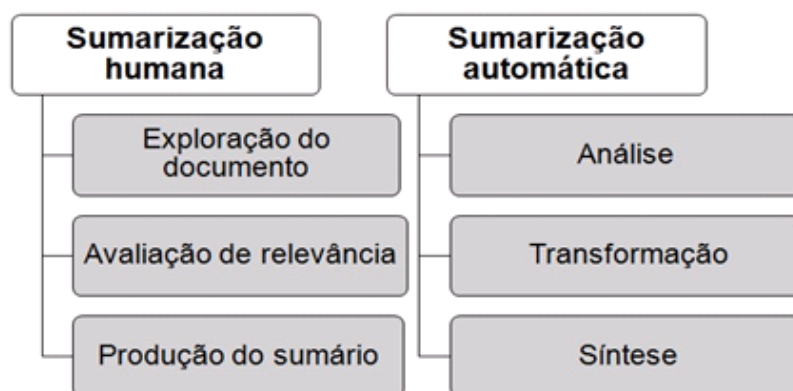 Sumarização
humana
Exploração do
documento
Avaliação de relevância
Produção do sumário
Sumarização
automática
Análise
Transformação
Síntese